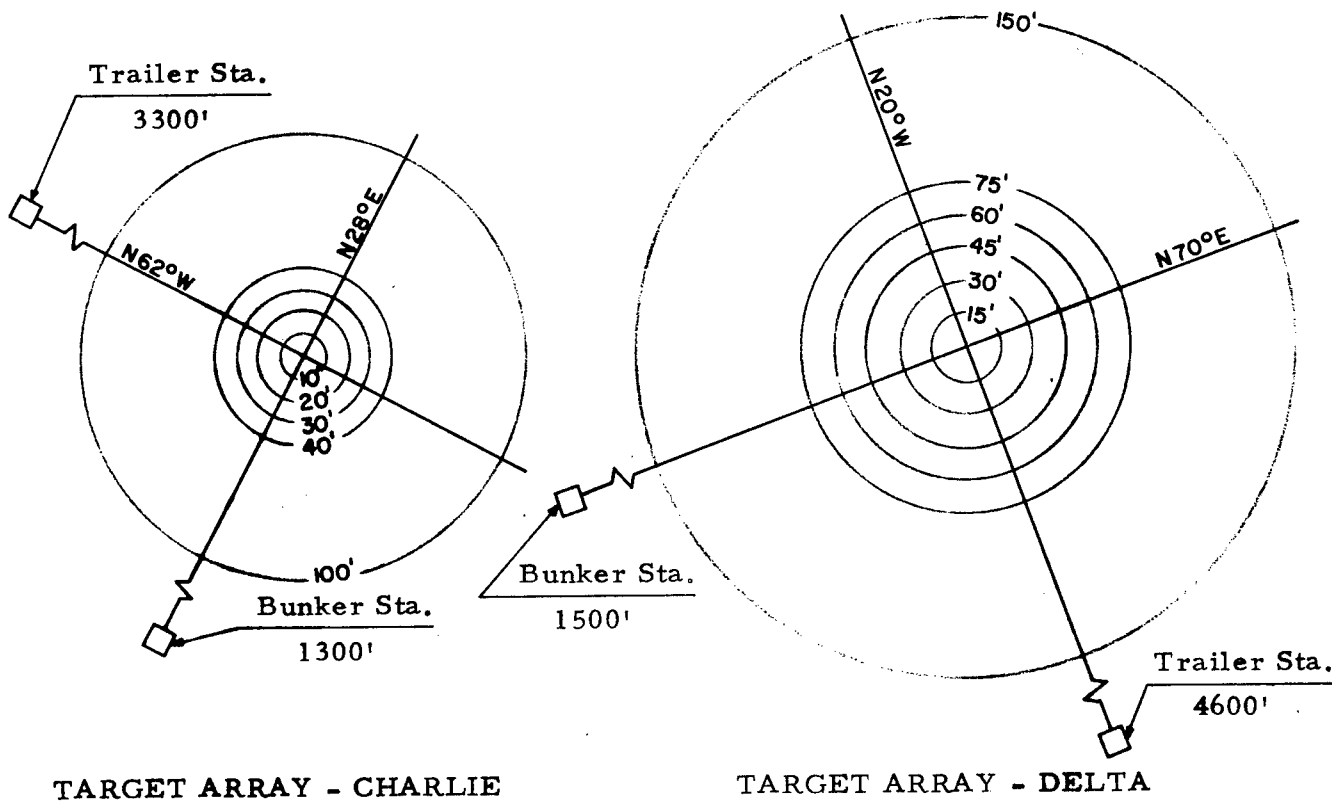 Trailer Sta.
3300'
N62°W
N28°E
10'
20'
30'
40'
100'
Bunker Sta.
1300'
TARGET ARRAY - CHARLIE
150'
N20°W
75'
60'
45'
30'
15'
N70°E
Bunker Sta.
1500'
Trailer Sta.
4600'
TARGET ARRAY - DELTA